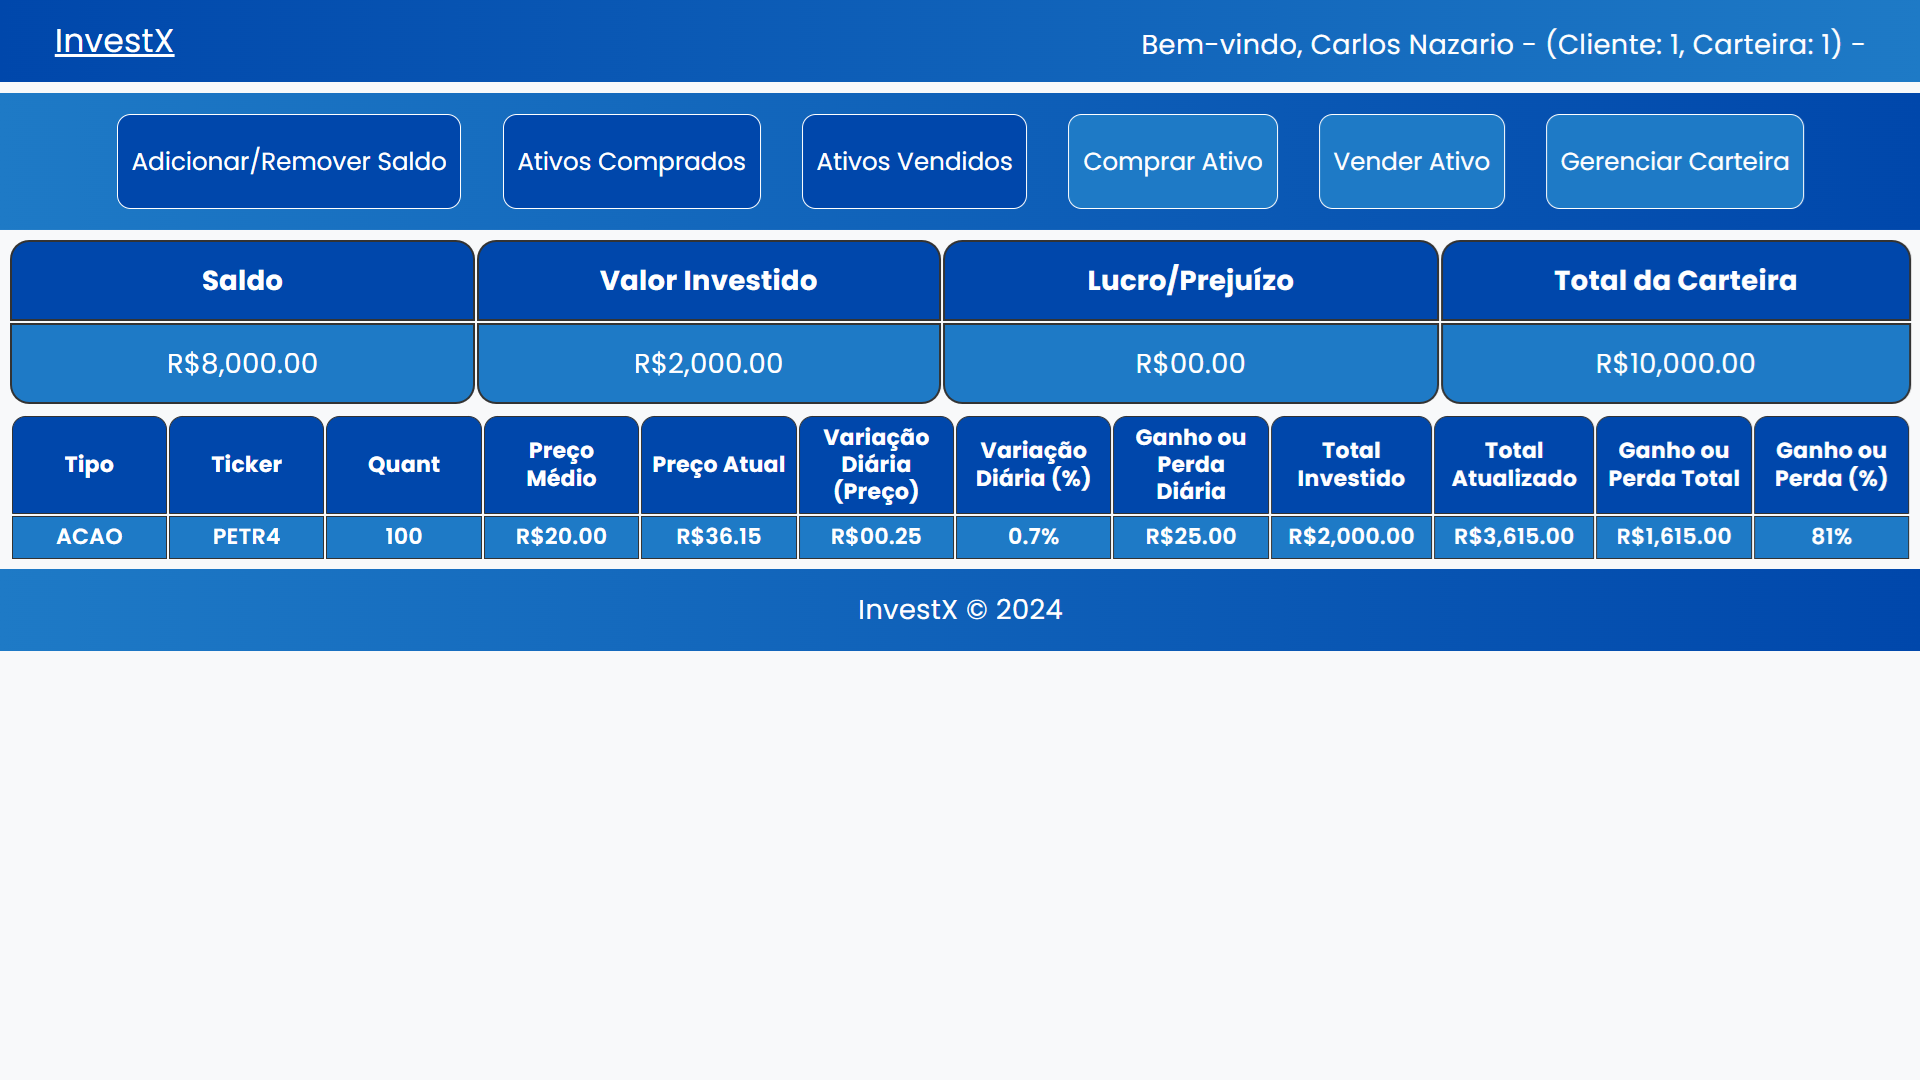 InvestX
Bem-vindo, Carlos Nazario - (Cliente: 1, Carteira: 1) -
Adicionar/Remover Saldo
Ativos Comprados
Ativos Vendidos
Comprar Ativo
Vender Ativo
Gerenciar Carteira
Saldo Valor Investido Lucro/Prejuízo Total da Carteira
R$8,000.00 R$2,000.00 R$00.00 R$10,000.00
Tipo
Ticker
Quant
Preço
Médio
Preço Atual
Variação
Diária
(Preço)
Variação
Diária (%)
Ganho ou
Perda
Diária
Total
Investido
Total
Atualizado
Ganho ou
Perda Total
Ganho ou
Perda (%)
ACAO PETR4 100 R$20.00 R$36.15 R$00.25 0.7% R$25.00 R$2,000.00 R$3,615.00 R$1,615.00 81%
InvestX © 2024